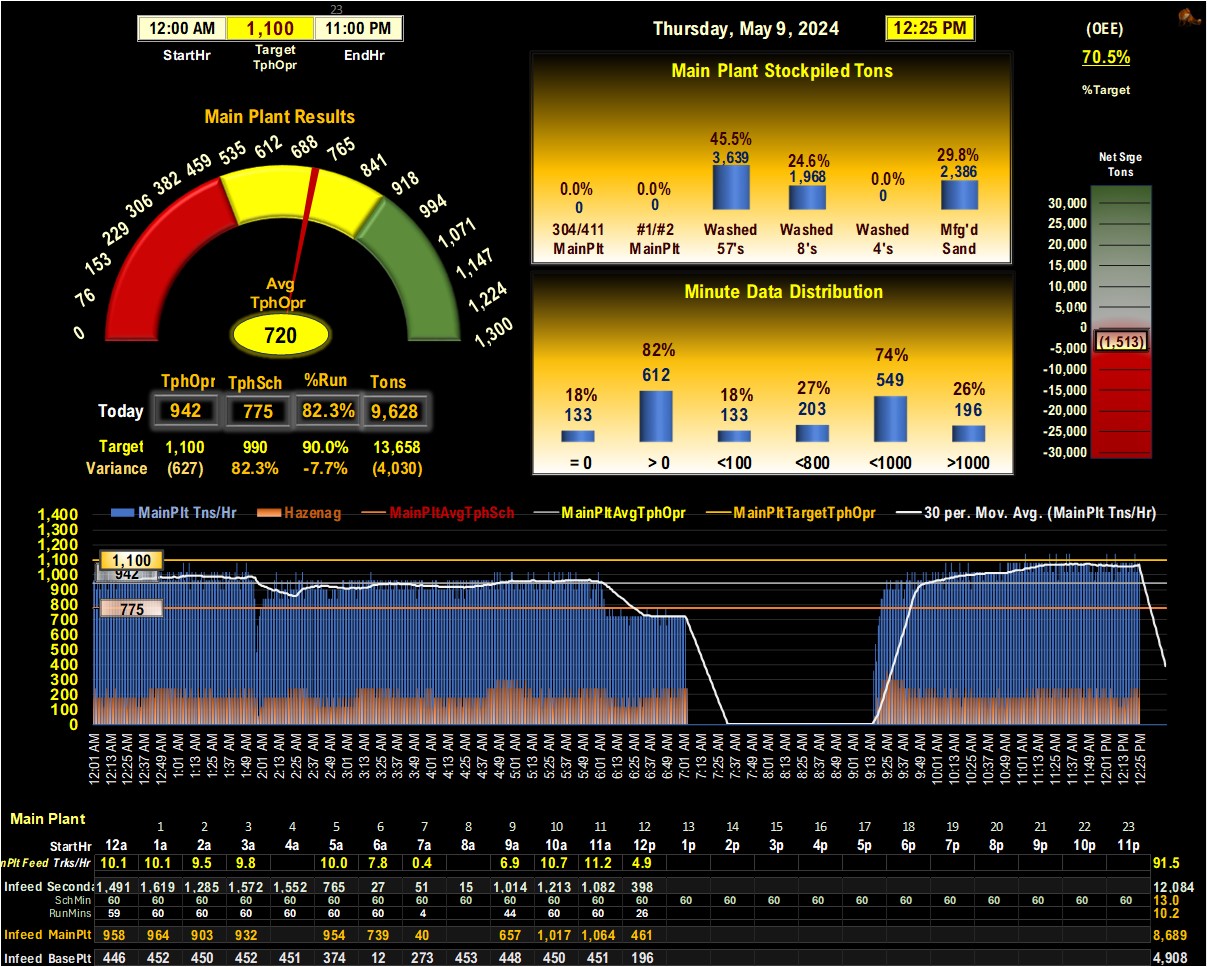 23
12:00 AM 1,100 11:00 PM
StartHr Target TphOpr EndHr
Thursday, May 9, 2024 12:25 PM
(OEE)
70.5%
%Target
Main Plant Results
0 76 153 229 306 382 459 535 612 688 765 841 918 994 1,071 1,147 1,224 1,300
Avg
TphOpr
720
TphOpr TphSch %Run Tons
Today 942 775 82.3% 9,628
Target 1,100 990 90.0% 13,658
Variance (627) 82.3% -7.7% (4,030)
Main Plant Stockpiled Tons
0.0% 0.0% 45.5% 24.6% 0.0% 29.8%
0 0 3,639 1,968 0 2,386
304/411 #1/#2 Washed Washed Washed Mfg'd
MainPlt MainPlt 57's 8's 4's Sand
Minute Data Distribution
18% 82% 18% 27% 74% 26%
133 612 133 203 549 196
= 0 > 0 <100 <800 <1000 >1000
Net Srge
Tons
30,000
25,000
20,000
15,000
10,000
5,000
0
(1,513)
-5,000
-10,000
-15,000
-20,000
-25,000
-30,000
MainPlt Tns/Hr Hazenag MainPltAvgTphSch MainPltAvgTphOpr MainPltTargetTphOpr 30 per. Mov. Avg. (MainPlt Tns/Hr)
1,400
1,300
1,200
1,100
1,000
900
800
700
600
500
400
300
200
100
0
1,100
942
775
12:01 AM 12:13 AM 12:25 AM 12:37 AM 12:49 AM 1:01 AM 1:13 AM 1:25 AM 1:37 AM 1:49 AM 2:01 AM 2:13 AM 2:25 AM 2:37 AM 2:49 AM 3:01 AM 3:13 AM 3:25 AM 3:37 AM 3:49 AM 4:01 AM 4:13 AM 4:25 AM 4:37 AM 4:49 AM 5:01 AM 5:13 AM 5:25 AM 5:37 AM 5:49 AM 6:01 AM 6:13 AM 6:25 AM 6:37 AM 6:49 AM 7:01 AM 7:13 AM 7:25 AM 7:37 AM 7:49 AM 8:01 AM 8:13 AM 8:25 AM 8:37 AM 8:49 AM 9:01 AM 9:13 AM 9:25 AM 9:37 AM 9:49 AM 10:01 AM 10:13 AM 10:25 AM 10:37 AM 10:49 AM 11:01 AM 11:13 AM 11:25 AM 11:37 AM 11:49 AM 12:01 PM 12:13 PM 12:25 PM
Main Plant
1 2 3 4 5 6 7 8 9 10 11 12 13 14 15 16 17 18 19 20 21 22 23
StartHr 12a 1a 2a 3a 4a 5a 6a 7a 8a 9a 10a 11a 12p 1p 2p 3p 4p 5p 6p 7p 8p 9p 10p 11p
nPlt Feed Trks/Hr 10.1 10.1 9.5 9.8 10.0 7.8 0.4 6.9 10.7 11.2 4.9 91.5
Infeed Seconda 1,491 1,619 1,285 1,572 1,552 765 27 51 15 1,014 1,213 1,082 398 12,084
SchMin 60 60 60 60 60 60 60 60 60 60 60 60 60 60 60 60 60 60 60 60 60 60 60 60 13.0
RunMins 59 60 60 60 60 60 4 44 60 60 26 10.2
Infeed MainPlt 958 964 903 932 954 739 40 657 1,017 1,064 461 8,689
Infeed BasePlt 446 452 450 452 451 374 12 273 453 448 450 451 196 4,908